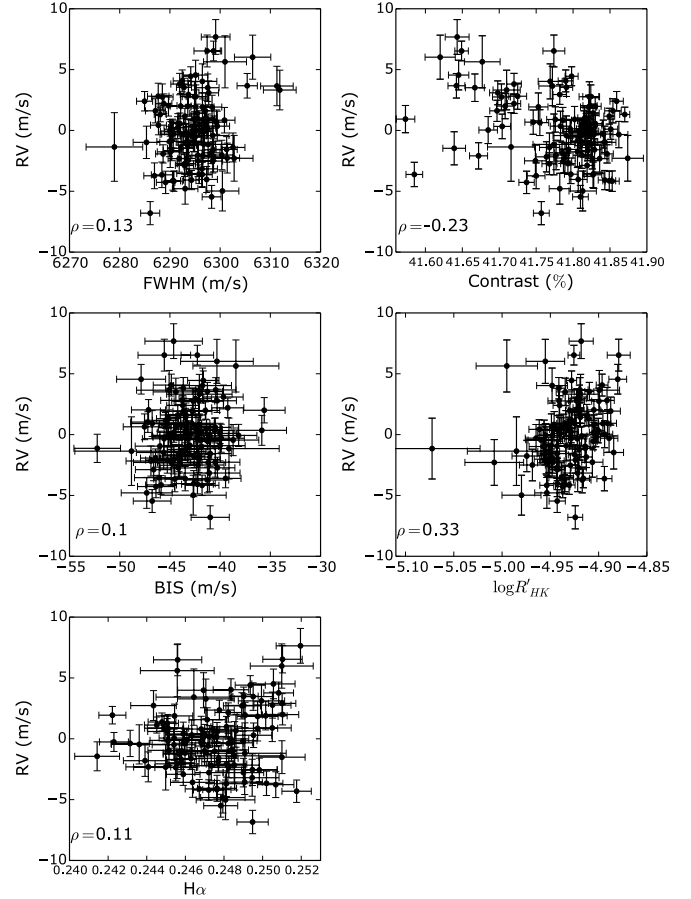 10
5
0
−5
−10
RV (m/s)
ρ=0.13
6270 6280 6290 6300 6310 6320
FWHM (m/s)
10
5
0
−5
−10
RV (m/s)
ρ=-0.23
41.60 41.65 41.70 41.75 41.80 41.85 41.90
Contrast (%)
10
5
0
−5
−10
RV (m/s)
ρ=0.1
−55 −50 −45 −40 −35 −30
BIS (m/s)
10
5
0
−5
−10
RV (m/s)
ρ=0.33
−5.10 −5.05 −5.00 −4.95 −4.90 −4.85
logR′HK
10
5
0
−5
−10
RV (m/s)
ρ=0.11
0.240 0.242 0.244 0.246 0.248 0.250 0.252
Hα